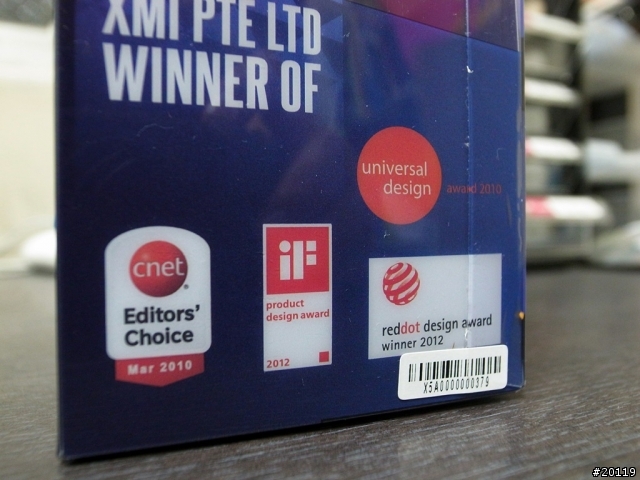 XMI PTE LTD
WINNER OF
universal
design
award 2010
cnet
Editors'
Choice
Mar 2010
iF
product
design award
2012
reddot design award
winner 2012
X5A0000000379
#20119